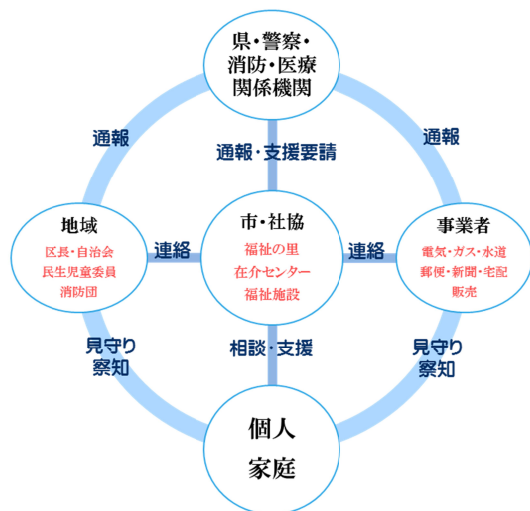 県・警察・
消防・医療
関係機関
通報
通報
通報・支援要請
地域
区長・自治会
民生児童委員
消防団
連絡
市・社協
福祉の里
在介センター
福祉施設
連絡
事業者
電気・ガス・水道
郵便・新聞・宅配
販売
見守り
察知
相談・支援
見守り
察知
個人
家庭